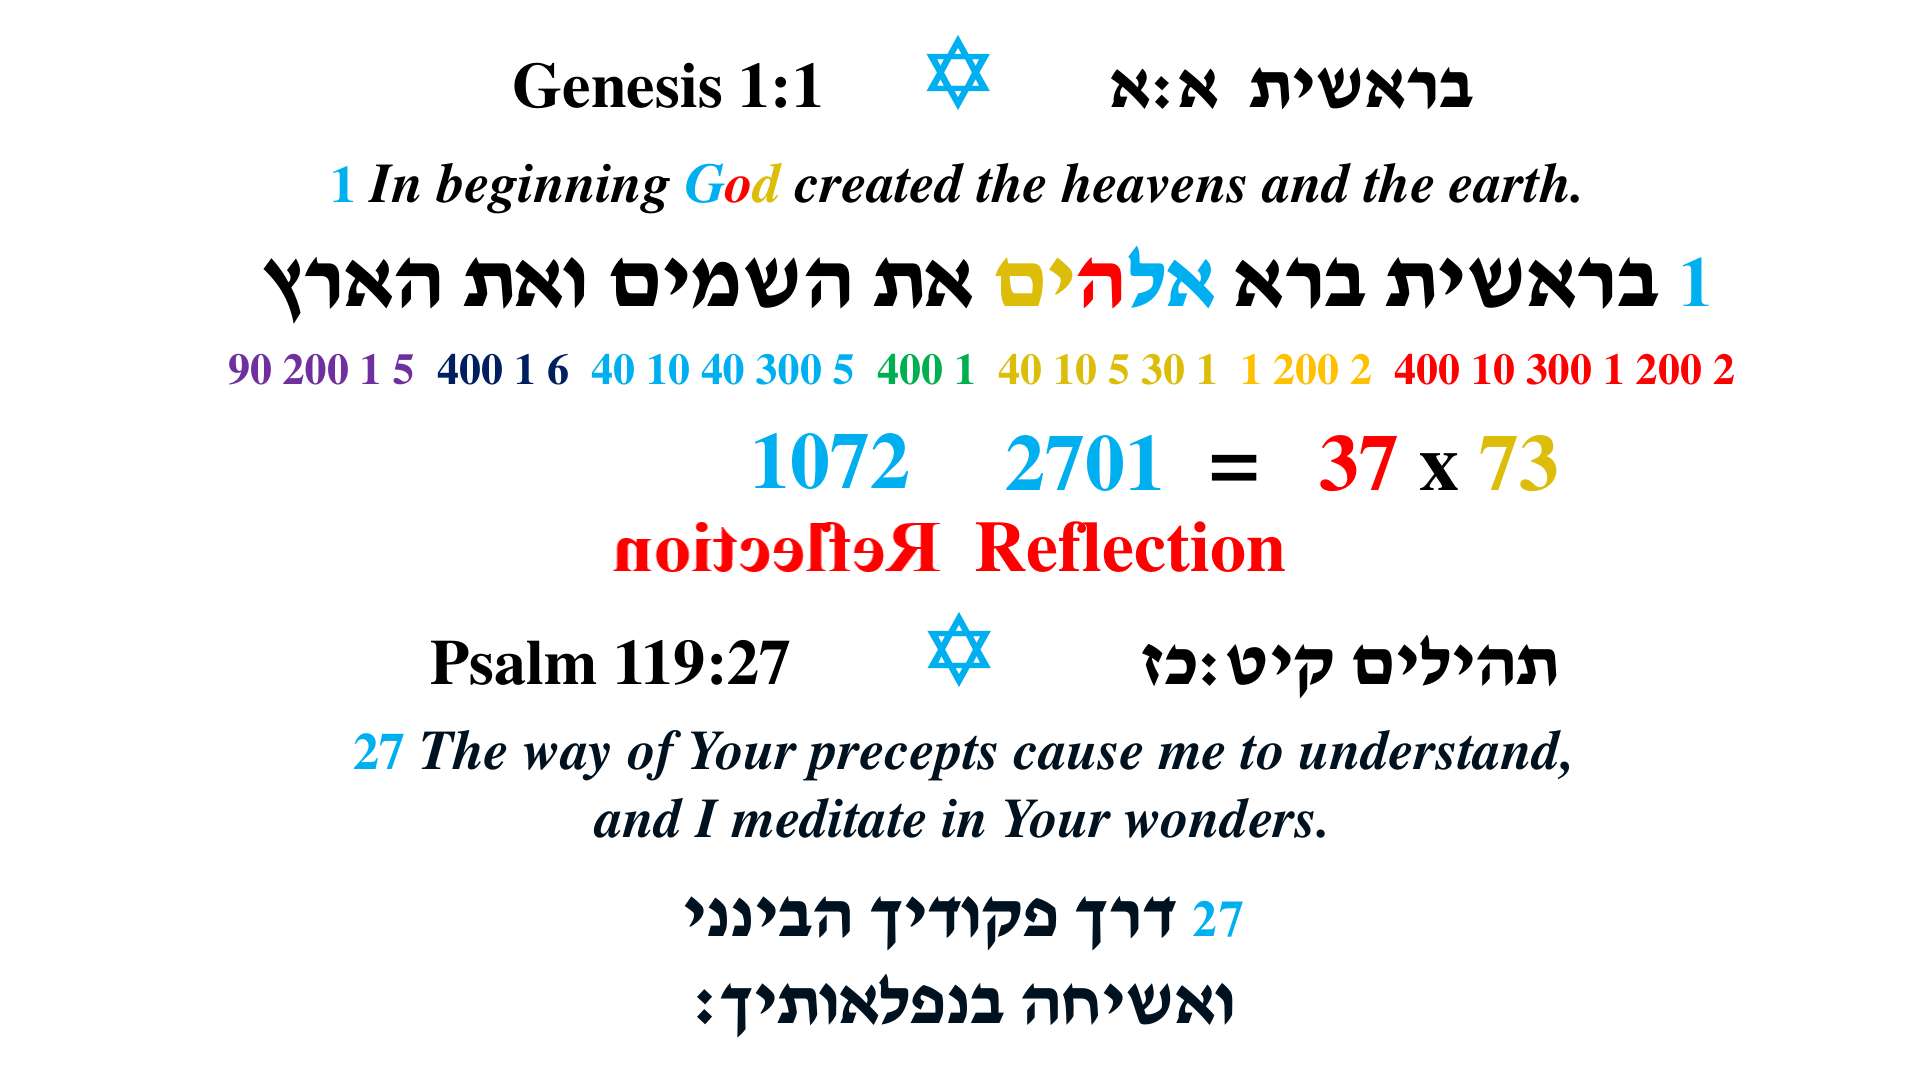 Genesis 1:1 ✡ בראשית א:א
1 In beginning God created the heavens and the earth.
1 בראשית ברא אלהים את השמים ואת הארץ
90 200 1 5 400 1 6 40 10 40 300 5 400 1 40 10 5 30 1 1 200 2 400 10 300 1 200 2
1072 2701 = 37 x 73
Reflection Reflection
Psalm 119:27 ✡ תהילים קיט:כז
27 The way of Your precepts cause me to understand,
and I meditate in Your wonders.
27 דרך פקודיך הבינני
ואשיחה בנפלאותיך: